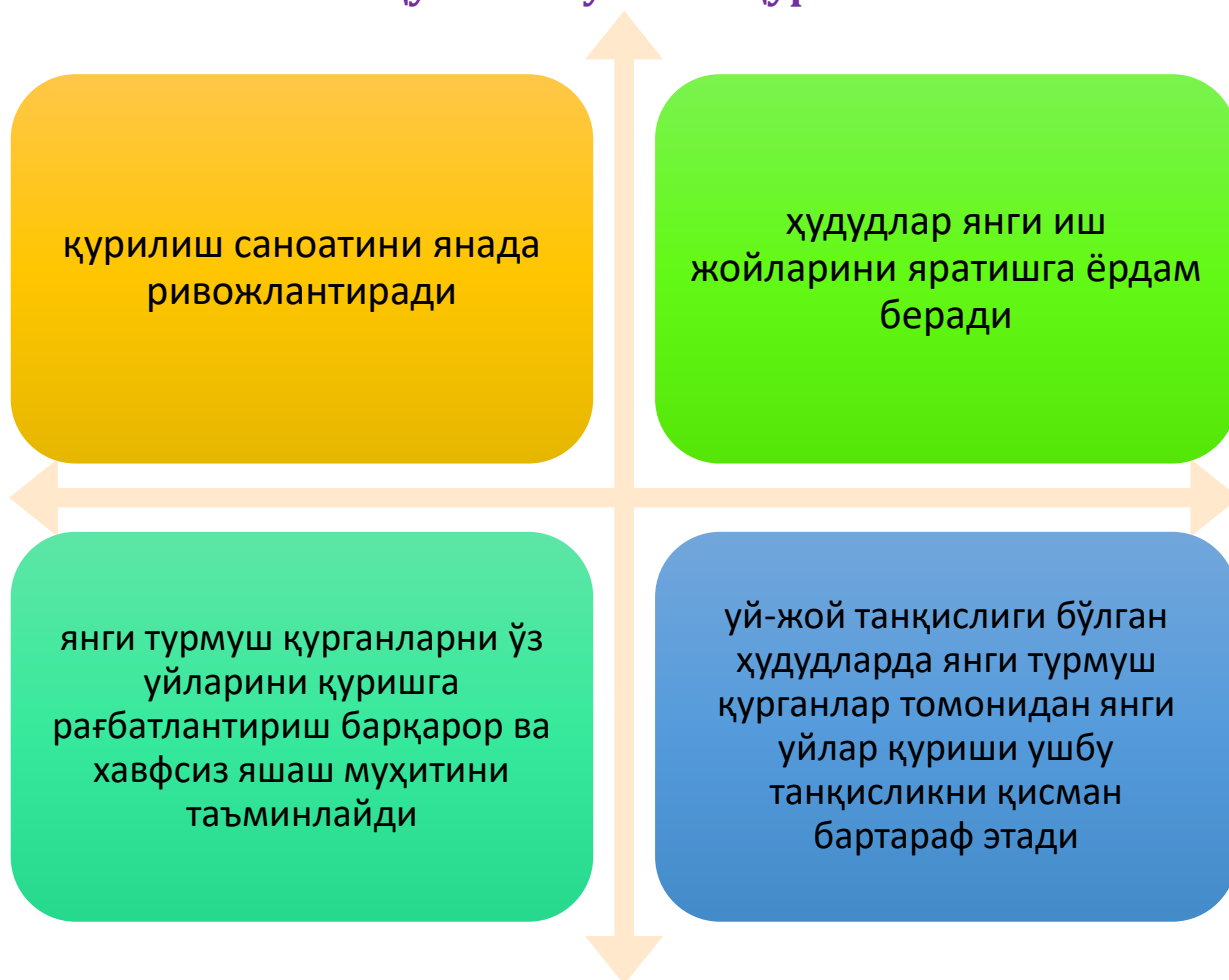 қурилиш саноатини янада
ривожлантиради
ҳудудлар янги иш
жойларини яратишга ёрдам
беради
янги турмуш қурганларни ўз
уйларини қуришга
рағбатлантириш барқарор ва
хавфсиз яшаш муҳитини
таъминлайди
уй-жой танқислиги бўлган
ҳудудларда янги турмуш
қурганлар томонидан янги
уйлар қуриши ушбу
танқисликни қисман
бартараф этади